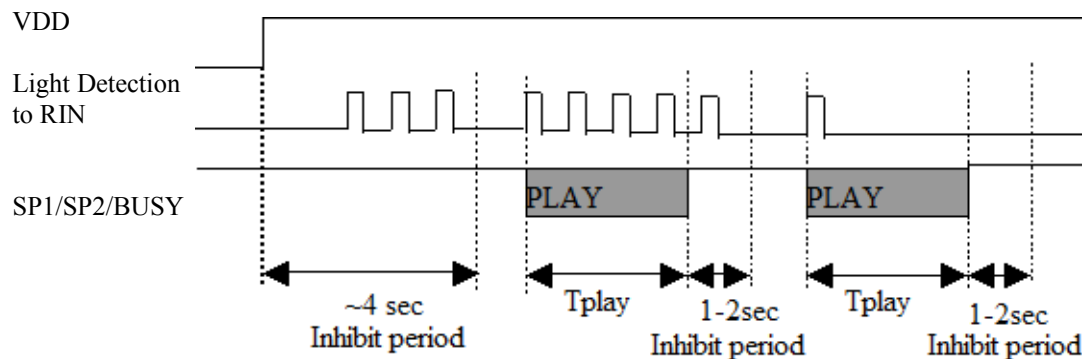 VDD
Light Detection
to RIN
SP1/SP2/BUSY
PLAY
PLAY
~4 sec
Inhibit period
Tplay
1-2sec
Inhibit period
Tplay
1-2sec
Inhibit period